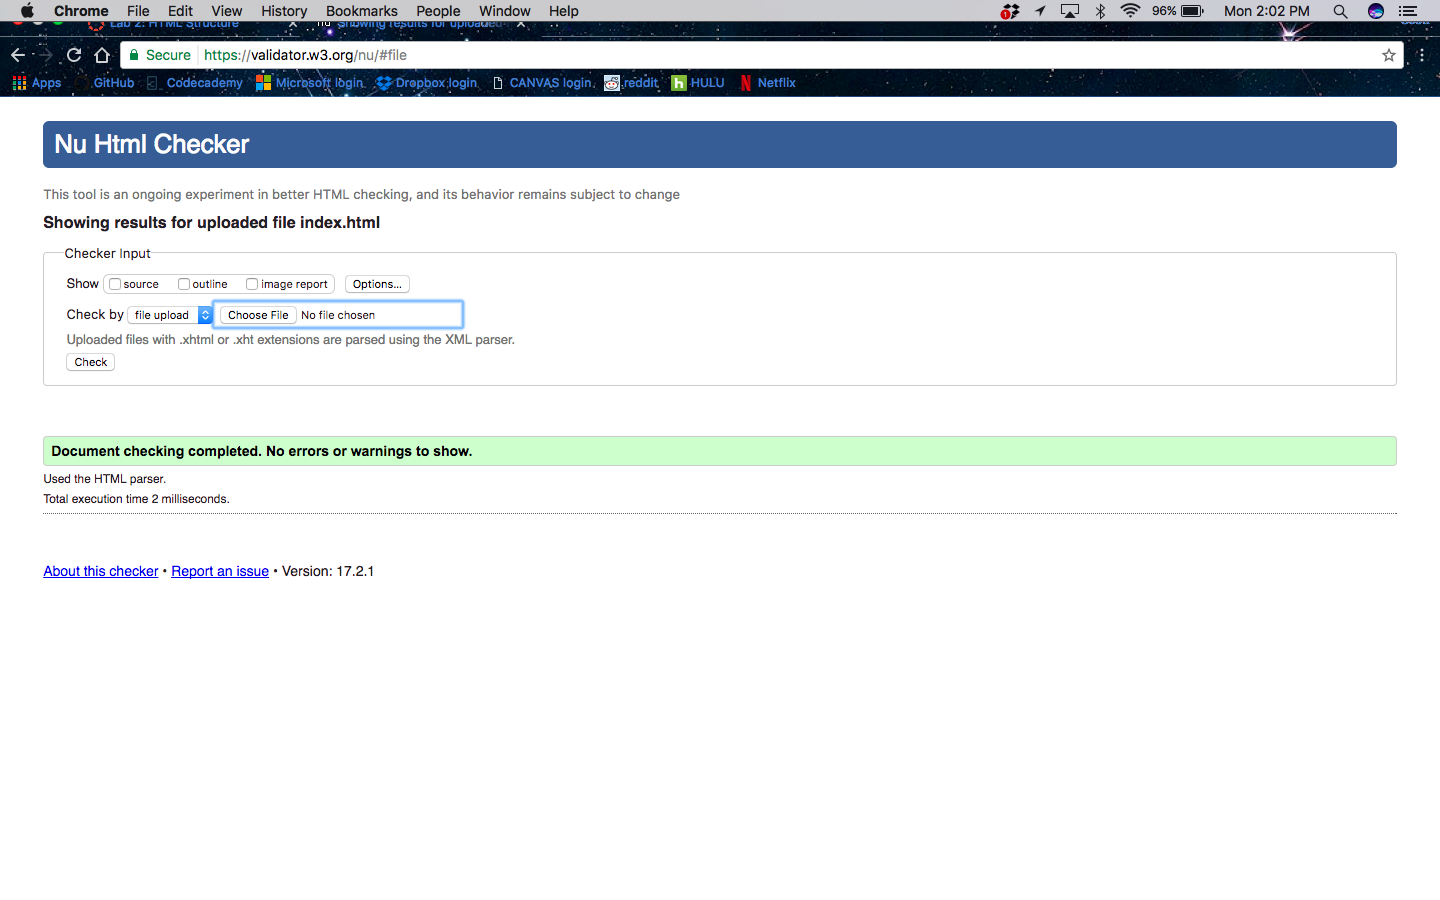 Chrome File Edit View History Bookmarks People Window Help 1 96% Mon 2:02 PM
Lab 2: HTML Structure nu Showing results for uploaded
Secure https://validator.w3.org/nu/#file
Apps GitHub Codecademy Microsoft login Dropbox login CANVAS login reddit h HULU N Netflix
Nu Html Checker
This tool is an ongoing experiment in better HTML checking, and its behavior remains subject to change
Showing results for uploaded file index.html
Checker Input
Show source outline image report Options...
Check by file upload Choose File No file chosen
Uploaded files with .xhtml or .xht extensions are parsed using the XML parser.
Check
Document checking completed. No errors or warnings to show.
Used the HTML parser.
Total execution time 2 milliseconds.
About this checker • Report an issue • Version: 17.2.1